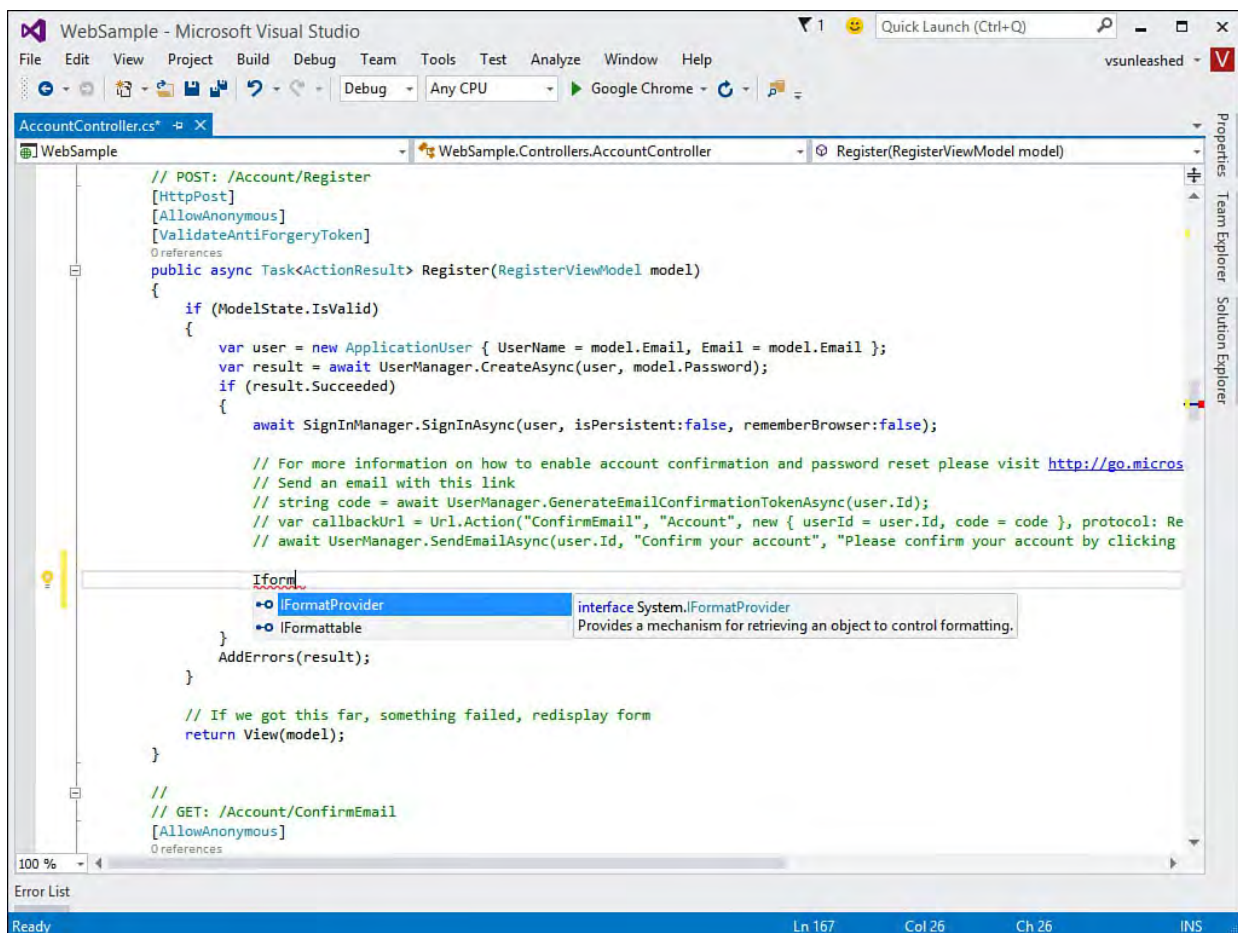 WebSample - Microsoft Visual Studio
1
Quick Launch (Ctrl+Q)
File Edit View Project Build Debug Team Tools Test Analyze Window Help
vsunleashed
V
Debug
Any CPU
Google Chrome
AccountController.cs*
WebSample
WebSample.Controllers.AccountController
Register(RegisterViewModel model)
// POST: /Account/Register
[HttpPost]
[AllowAnonymous]
[ValidateAntiForgeryToken]
0 references
public async Task<ActionResult> Register(RegisterViewModel model)
{
if (ModelState.IsValid)
{
var user = new ApplicationUser { UserName = model.Email, Email = model.Email };
var result = await UserManager.CreateAsync(user, model.Password);
if (result.Succeeded)
{
await SignInManager.SignInAsync(user, isPersistent:false, rememberBrowser:false);
// For more information on how to enable account confirmation and password reset please visit http://go.micros
// Send an email with this link
// string code = await UserManager.GenerateEmailConfirmationTokenAsync(user.Id);
// var callbackUrl = Url.Action("ConfirmEmail", "Account", new { userId = user.Id, code = code }, protocol: Re
// await UserManager.SendEmailAsync(user.Id, "Confirm your account", "Please confirm your account by clicking
Iform
IFormatProvider
IFormattable
interface System.IFormatProvider
Provides a mechanism for retrieving an object to control formatting.
}
AddErrors(result);
}
// If we got this far, something failed, redisplay form
return View(model);
}
//
// GET: /Account/ConfirmEmail
[AllowAnonymous]
0 references
100 %
Properties
Team Explorer
Solution Explorer
Error List
Ready
Ln 167
Col 26
Ch 26
INS